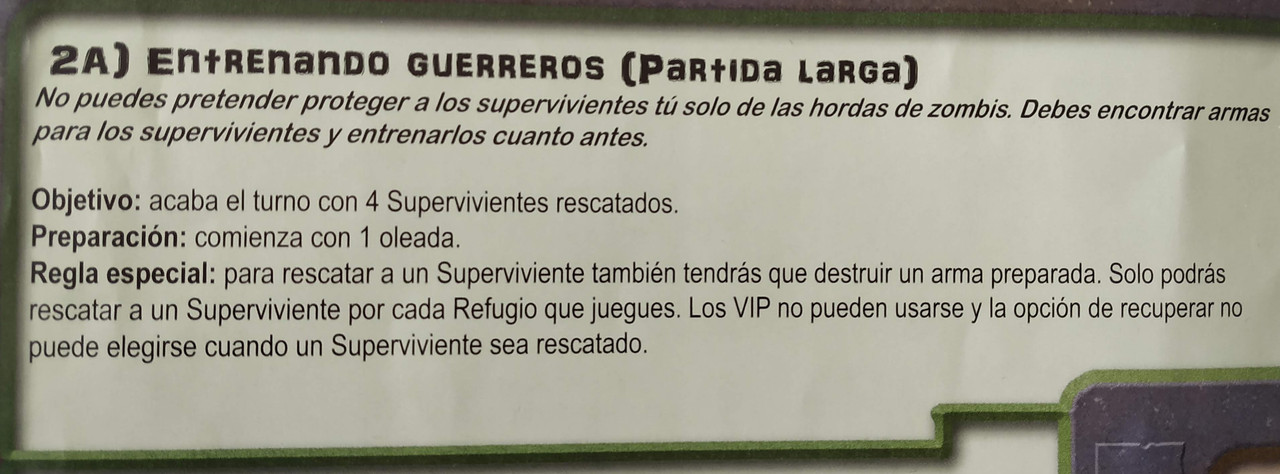 2A) EntREnanDO GUERREROS (PaRtIDa LaRGa)
No puedes pretender proteger a los supervivientes tú solo de las hordas de zombis. Debes encontrar armas
para los supervivientes y entrenarlos cuanto antes.
Objetivo: acaba el turno con 4 Supervivientes rescatados.
Preparación: comienza con 1 oleada.
Regla especial: para rescatar a un Superviviente también tendrás que destruir un arma preparada. Solo podrás
rescatar a un Superviviente por cada Refugio que juegues. Los VIP no pueden usarse y la opción de recuperar no
puede elegirse cuando un Superviviente sea rescatado.